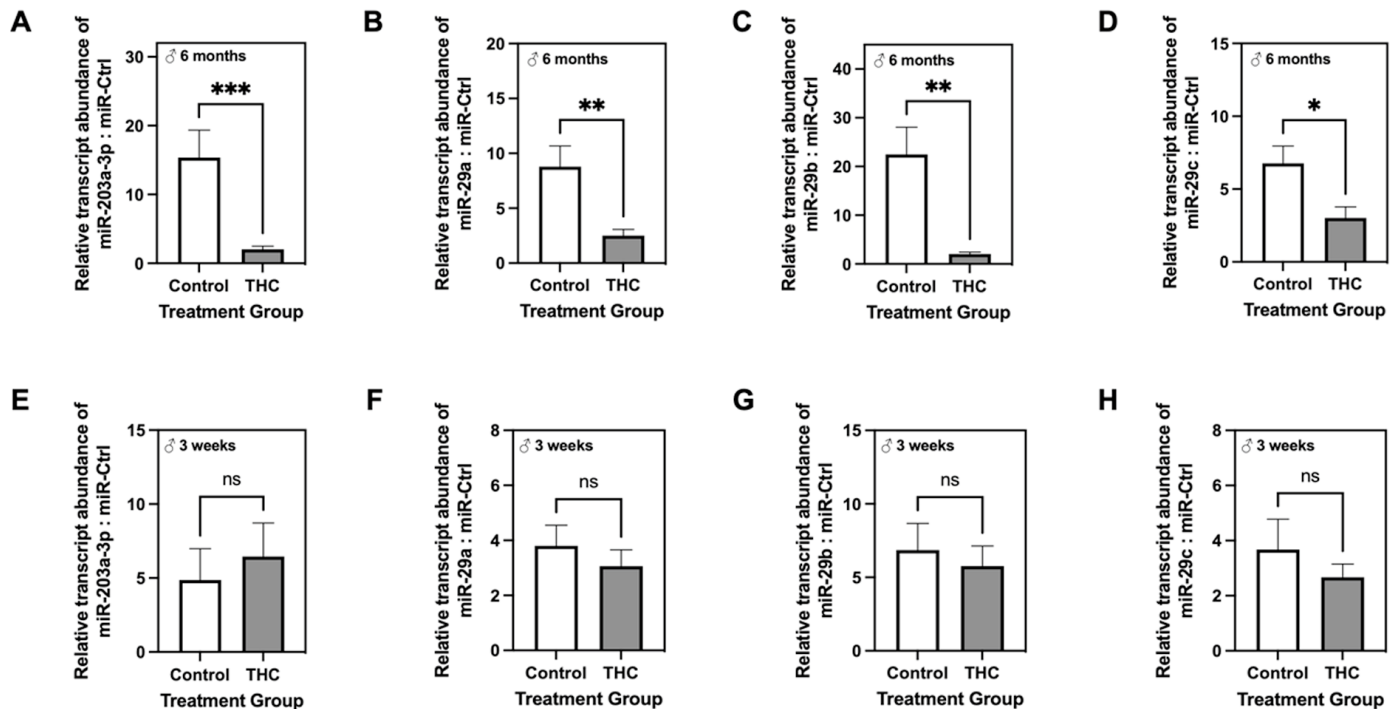 A
Relative transcript abundance of
miR-203a-3p : miR-Ctrl
30
20
10
0
♂ 6 months
***
Control THC
Treatment Group
B
Relative transcript abundance of
miR-29a : miR-Ctrl
20
15
10
5
0
♂ 6 months
**
Control THC
Treatment Group
C
Relative transcript abundance of
miR-29b : miR-Ctrl
40
30
20
10
0
♂ 6 months
**
Control THC
Treatment Group
D
Relative transcript abundance of
miR-29c : miR-Ctrl
15
10
5
0
♂ 6 months
*
Control THC
Treatment Group
E
Relative transcript abundance of
miR-203a-3p : miR-Ctrl
15
10
5
0
♂ 3 weeks
ns
Control THC
Treatment Group
F
Relative transcript abundance of
miR-29a : miR-Ctrl
8
6
4
2
0
♂ 3 weeks
ns
Control THC
Treatment Group
G
Relative transcript abundance of
miR-29b : miR-Ctrl
15
10
5
0
♂ 3 weeks
ns
Control THC
Treatment Group
H
Relative transcript abundance of
miR-29c : miR-Ctrl
8
6
4
2
0
♂ 3 weeks
ns
Control THC
Treatment Group